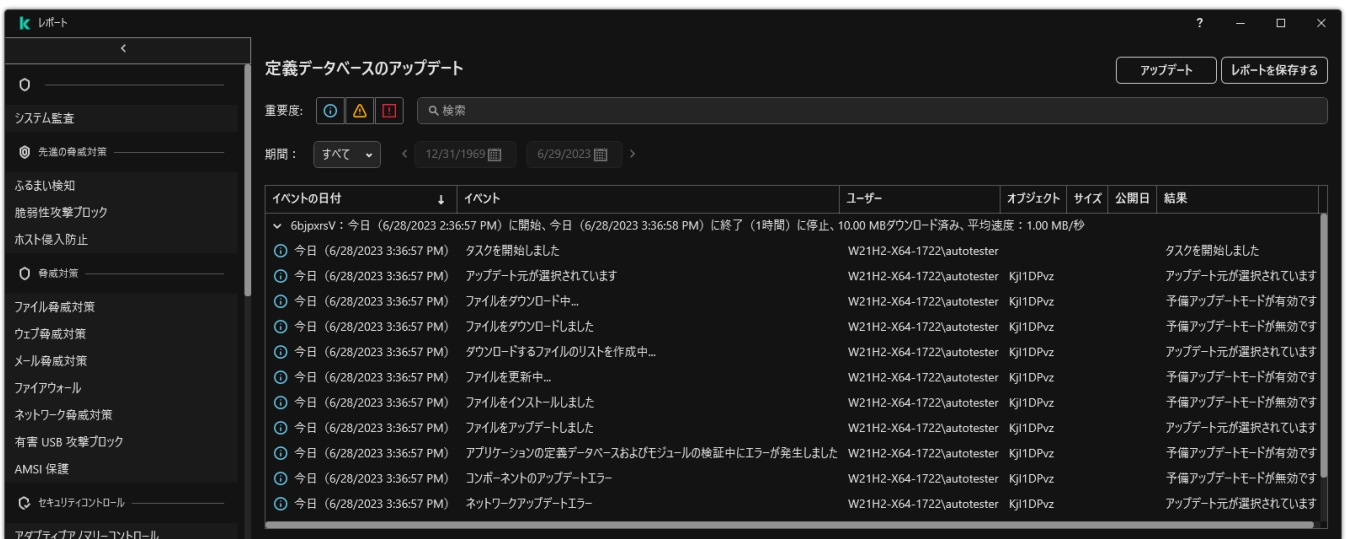 レポート
?
定義データベースのアップデート
アップデート
レポートを保存する
重要度:
検索
期間：
すべて
12/31/1969
6/29/2023
システム監査
先進の脅威対策
ふるまい検知
脆弱性攻撃ブロック
ホスト侵入防止
脅威対策
ファイル脅威対策
ウェブ脅威対策
メール脅威対策
ファイアウォール
ネットワーク脅威対策
有害 USB 攻撃ブロック
AMSI 保護
セキュリティコントロール
アダプティブアノマリーコントロール
イベントの日付 イベント ユーザー オブジェクト サイズ 公開日 結果
6bjpxrsV：今日（6/28/2023 2:36:57 PM）に開始、今日（6/28/2023 3:36:58 PM）に終了（1時間）に停止、10.00 MBダウンロード済み、平均速度：1.00 MB/秒
今日（6/28/2023 3:36:57 PM） タスクを開始しました W21H2-X64-1722\autotester タスクを開始しました
今日（6/28/2023 3:36:57 PM） アップデート元が選択されています W21H2-X64-1722\autotester Kjl1DPvz アップデート元が選択されています
今日（6/28/2023 3:36:57 PM） ファイルをダウンロード中... W21H2-X64-1722\autotester Kjl1DPvz 予備アップデートモードが有効です
今日（6/28/2023 3:36:57 PM） ファイルをダウンロードしました W21H2-X64-1722\autotester Kjl1DPvz 予備アップデートモードが無効です
今日（6/28/2023 3:36:57 PM） ダウンロードするファイルのリストを作成中... W21H2-X64-1722\autotester Kjl1DPvz アップデート元が選択されています
今日（6/28/2023 3:36:57 PM） ファイルを更新中... W21H2-X64-1722\autotester Kjl1DPvz 予備アップデートモードが有効です
今日（6/28/2023 3:36:57 PM） ファイルをインストールしました W21H2-X64-1722\autotester Kjl1DPvz 予備アップデートモードが無効です
今日（6/28/2023 3:36:57 PM） ファイルをアップデートしました W21H2-X64-1722\autotester Kjl1DPvz アップデート元が選択されています
今日（6/28/2023 3:36:57 PM） アプリケーションの定義データベースおよびモジュールの検証中にエラーが発生しました W21H2-X64-1722\autotester Kjl1DPvz 予備アップデートモードが有効です
今日（6/28/2023 3:36:57 PM） コンポーネントのアップデートエラー W21H2-X64-1722\autotester Kjl1DPvz 予備アップデートモードが無効です
今日（6/28/2023 3:36:57 PM） ネットワークアップデートエラー W21H2-X64-1722\autotester Kjl1DPvz アップデート元が選択されています